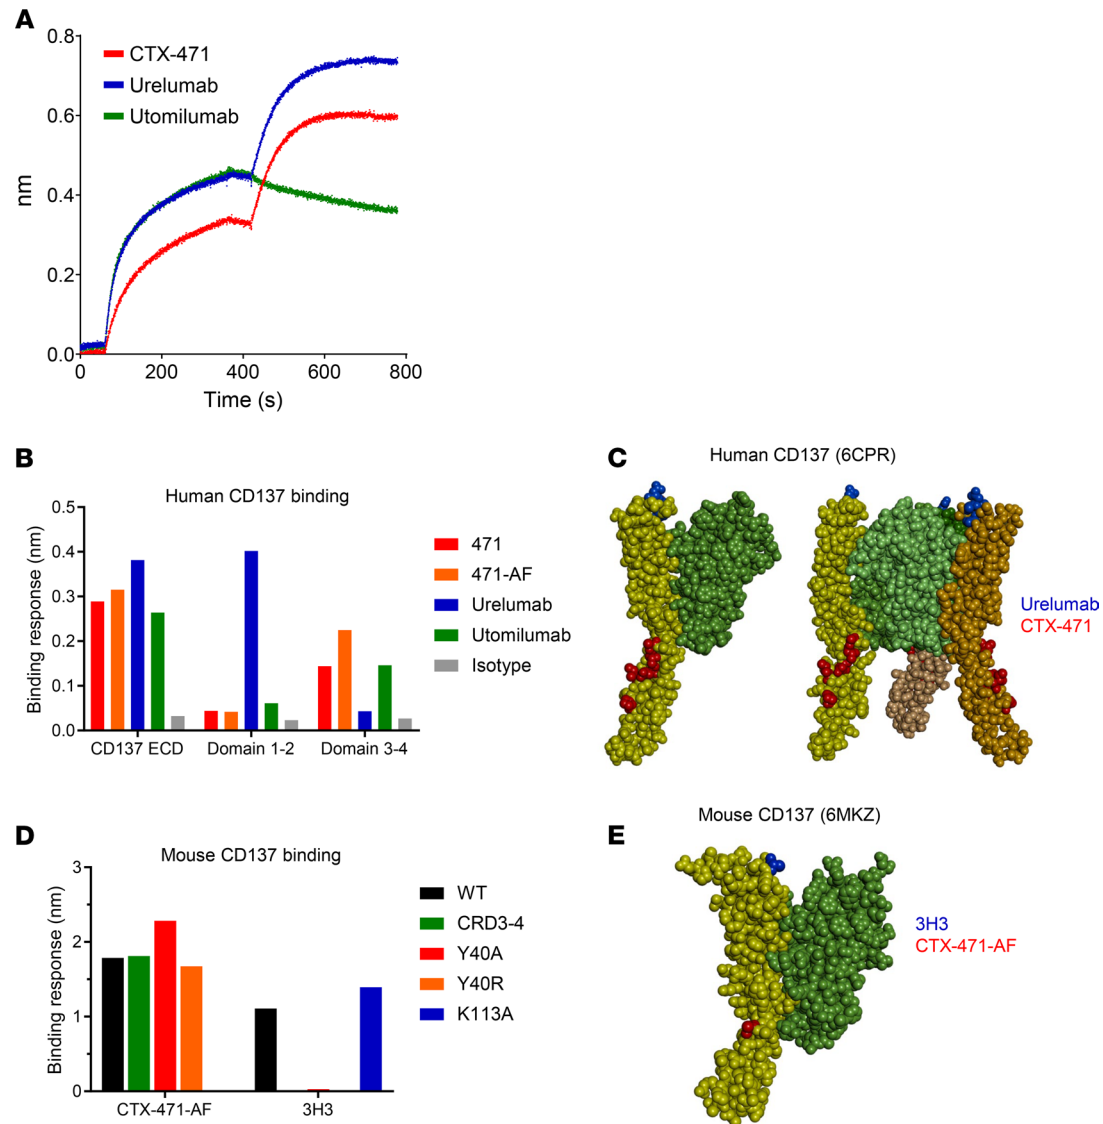 A
0.8
0.6
0.4
0.2
0.0
nm
CTX-471
Urelumab
Utomilumab
0 200 400 600 800
Time (s)
B
Human CD137 binding
0.5
0.4
0.3
0.2
0.1
0.0
Binding response (nm)
CD137 ECD Domain 1-2 Domain 3-4
471
471-AF
Urelumab
Utomilumab
Isotype
C
Human CD137 (6CPR)
Urelumab
CTX-471
D
Mouse CD137 binding
3
2
1
0
Binding response (nm)
CTX-471-AF 3H3
WT
CRD3-4
Y40A
Y40R
K113A
E
Mouse CD137 (6MKZ)
3H3
CTX-471-AF